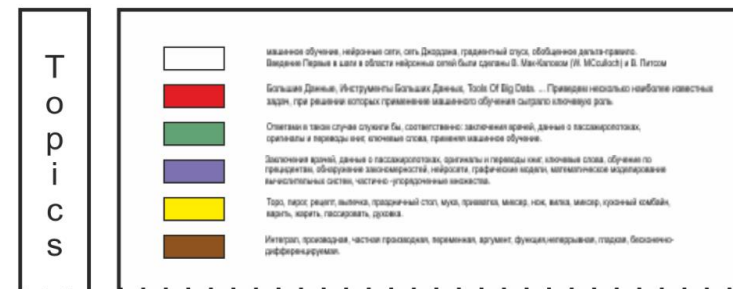 Topics
машинное обучение, нейронные сети, сеть Джордана, градиентный спуск, обобщенное дельта-правило.
Введение Первые в шаги в области нейронных сетей были сделаны В. Мак-Калахом (W. MCculloch) и В. Питсом
Большие Данные, Инструменты Больших Данных, Tools Of Big Data. ... Приведем несколько наиболее известных
задач, при решении которых применение машинного обучения сыграло ключевую роль.
Ответами в таком случае служили бы, соответственно: заключения врачей, данные о пассажиропотоках,
оригиналы и переводы книг, ключевые слова, применяя машинное обучение.
Заключения врачей, данные о пассажиропотоках, оригиналы и переводы книг, ключевые слова, обучение по
прецедентам, обнаружение закономерностей, нейросети, графические модели, математическое моделирование
вычислительных систем, частично -упорядоченные множества.
Торо, пирог, рецепт, выпечка, праздничный стол, мука, прихватка, миксер, нож, вилка, миксер, кухонный комбайн,
варить, жарить, пассировать, духовка.
Интеграл, производная, частная производная, переменная, аргумент, функция,непрерывная, гладкая, бесконечно-
дифференцируемая.